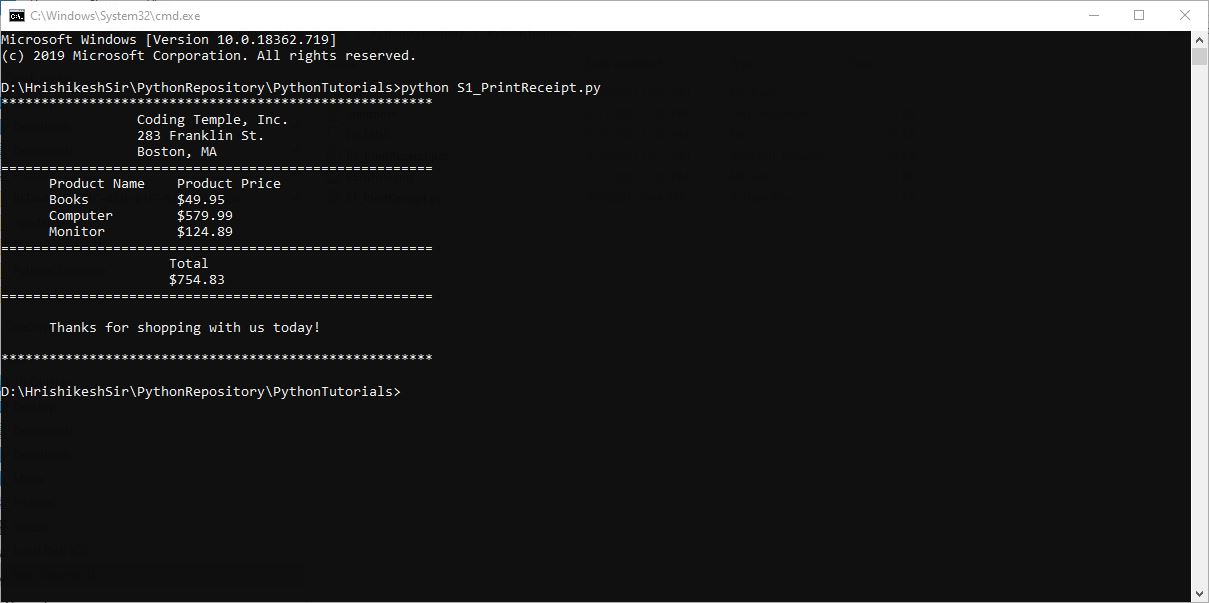 C:\Windows\System32\cmd.exe
Microsoft Windows [Version 10.0.18362.719]
(c) 2019 Microsoft Corporation. All rights reserved.
D:\HrishikeshSir\PythonRepository\PythonTutorials>python S1_PrintReceipt.py
******************************************************
Coding Temple, Inc.
283 Franklin St.
Boston, MA
======================================================
Product Name Product Price
Books $49.95
Computer $579.99
Monitor $124.89
======================================================
Total
$754.83
======================================================
Thanks for shopping with us today!
******************************************************
D:\HrishikeshSir\PythonRepository\PythonTutorials>